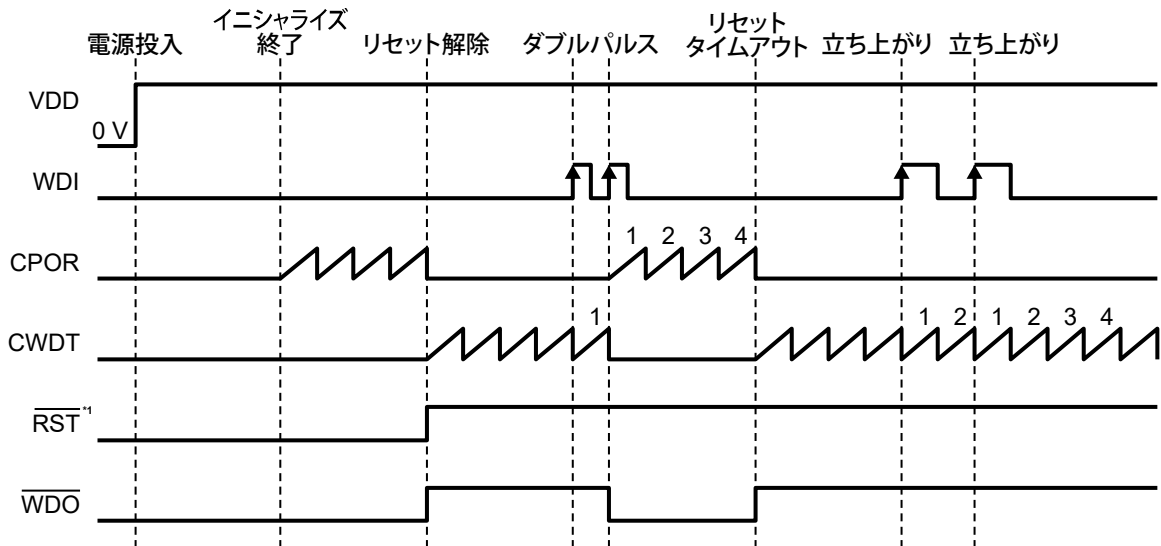 電源投入
イニシャライズ
終了
リセット解除
ダブルパルス
リセット
タイムアウト
立ち上がり
立ち上がり
VDD
0 V
WDI
CPOR
1 2 3 4
CWDT
1
1 2 1 2 3 4
RST*1
WDO